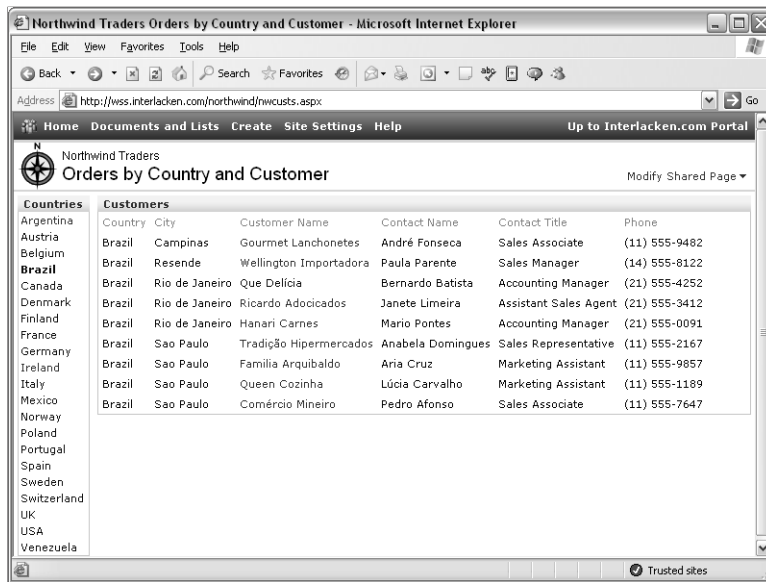 Northwind Traders Orders by Country and Customer - Microsoft Internet Explorer
File Edit View Favorites Tools Help
Back Search Favorites
Address http://wss.interlacken.com/northwind/nwcusts.aspx Go
Home Documents and Lists Create Site Settings Help Up to Interlacken.com Portal
N
Northwind Traders
Orders by Country and Customer
Modify Shared Page
Countries
Argentina
Austria
Belgium
Brazil
Canada
Denmark
Finland
France
Germany
Ireland
Italy
Mexico
Norway
Poland
Portugal
Spain
Sweden
Switzerland
UK
USA
Venezuela
Customers
Country City Customer Name Contact Name Contact Title Phone
Brazil Campinas Gourmet Lanchonetes André Fonseca Sales Associate (11) 555-9482
Brazil Resende Wellington Importadora Paula Parente Sales Manager (14) 555-8122
Brazil Rio de Janeiro Que Delícia Bernardo Batista Accounting Manager (21) 555-4252
Brazil Rio de Janeiro Ricardo Adocicados Janete Limeira Assistant Sales Agent (21) 555-3412
Brazil Rio de Janeiro Hanari Carnes Mario Pontes Accounting Manager (21) 555-0091
Brazil Sao Paulo Tradição Hipermercados Anabela Domingues Sales Representative (11) 555-2167
Brazil Sao Paulo Familia Arquibaldo Aria Cruz Marketing Assistant (11) 555-9857
Brazil Sao Paulo Queen Cozinha Lúcia Carvalho Marketing Assistant (11) 555-1189
Brazil Sao Paulo Comércio Mineiro Pedro Afonso Sales Associate (11) 555-7647
Trusted sites